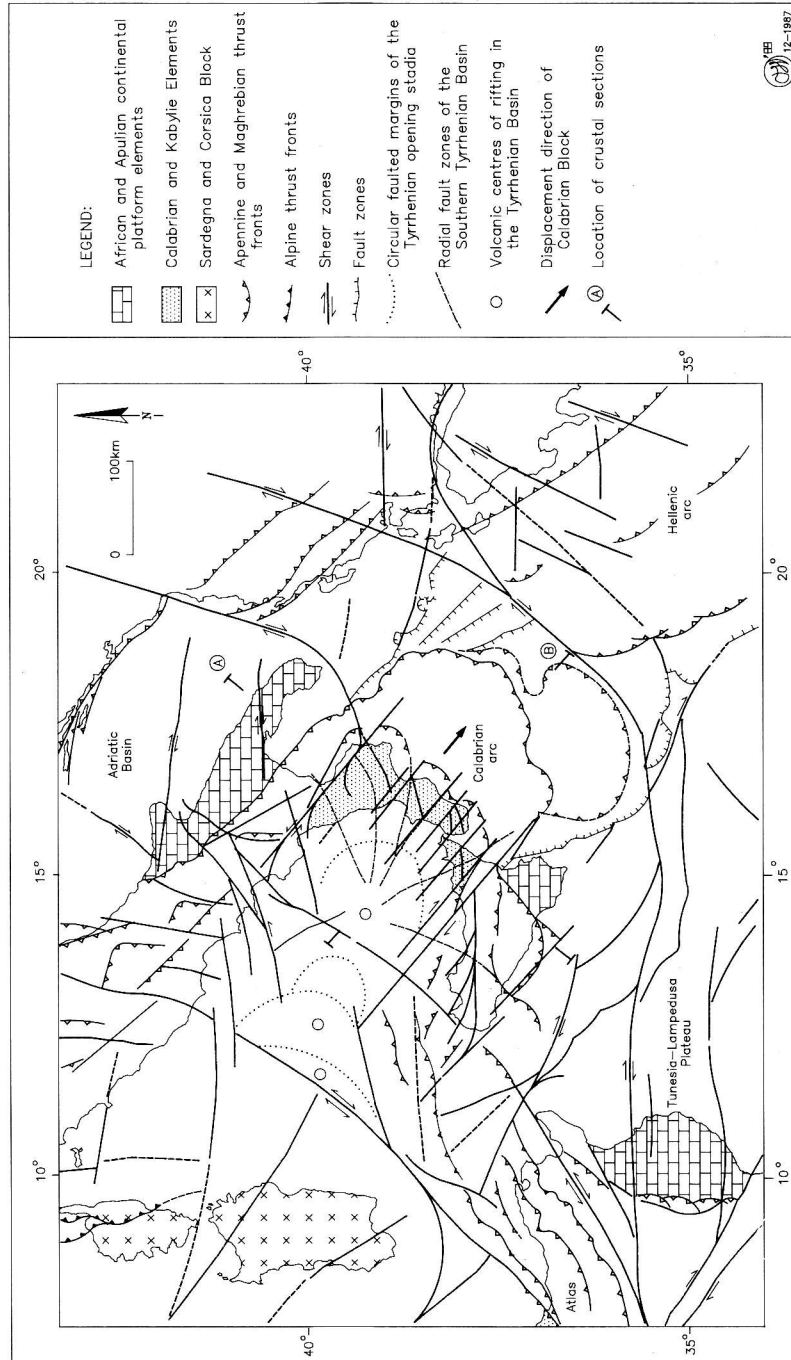 LEGEND:
African and Apulian continental
platform elements
Calabrian and Kabylie Elements
Sardegna and Corsica Block
Apennine and Maghrebian thrust
fronts
Alpine thrust fronts
Shear zones
Fault zones
Circular faulted margins of the
Tyrrhenian opening stadia
Radial fault zones of the
Southern Tyrrhenian Basin
Volcanic centres of rifting in
the Tyrrhenian Basin
Displacement direction of
Calabrian Block
A Location of crustal sections
12-1987
10°
15°
20°
40°
35°
40°
35°
10°
15°
20°
0 100km
N
Adriatic
Basin
A
B
Calabrian
arc
Hellenic
arc
Tunesia-Lampedusa
Plateau
Atlas